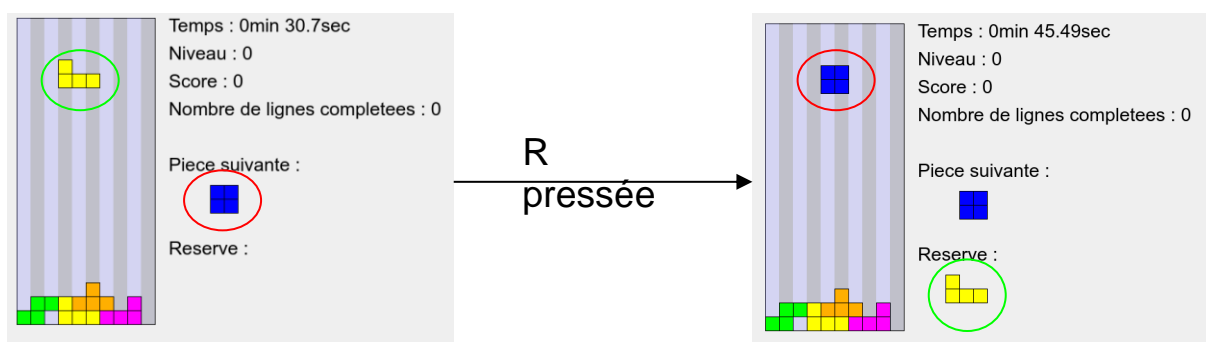 Temps : 0min 30.7sec
Niveau : 0
Score : 0
Nombre de lignes completees : 0
Piece suivante :
Reserve :
R
pressée
Temps : 0min 45.49sec
Niveau : 0
Score : 0
Nombre de lignes completees : 0
Piece suivante :
Reserve :